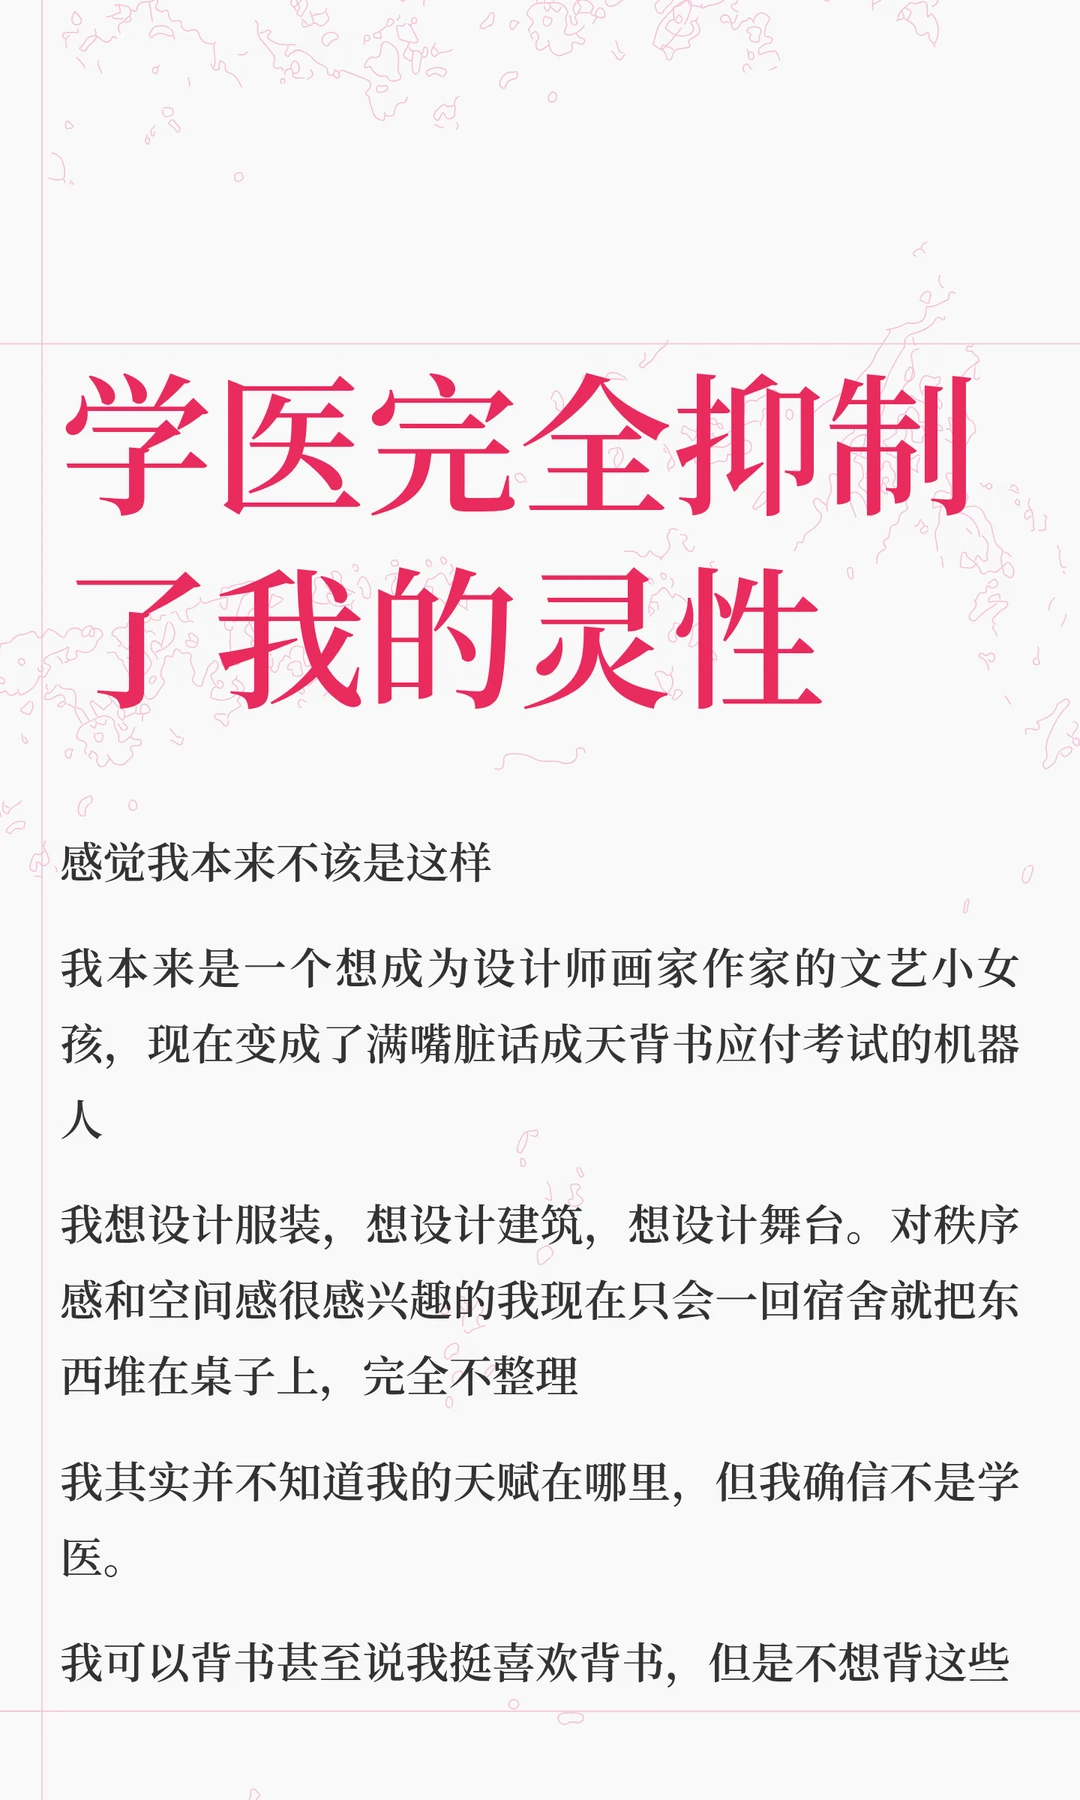 学医完全抑制
了我的灵性
感觉我本来不该是这样
我本来是一个想成为设计师画家作家的文艺小女
孩，现在变成了满嘴脏话成天背书应付考试的机器
人
我想设计服装，想设计建筑，想设计舞台。对秩序
感和空间感很感兴趣的我现在只会一回宿舍就把东
西堆在桌子上，完全不整理
我其实并不知道我的天赋在哪里，但我确信不是学
医。
我可以背书甚至说我挺喜欢背书，但是不想背这些